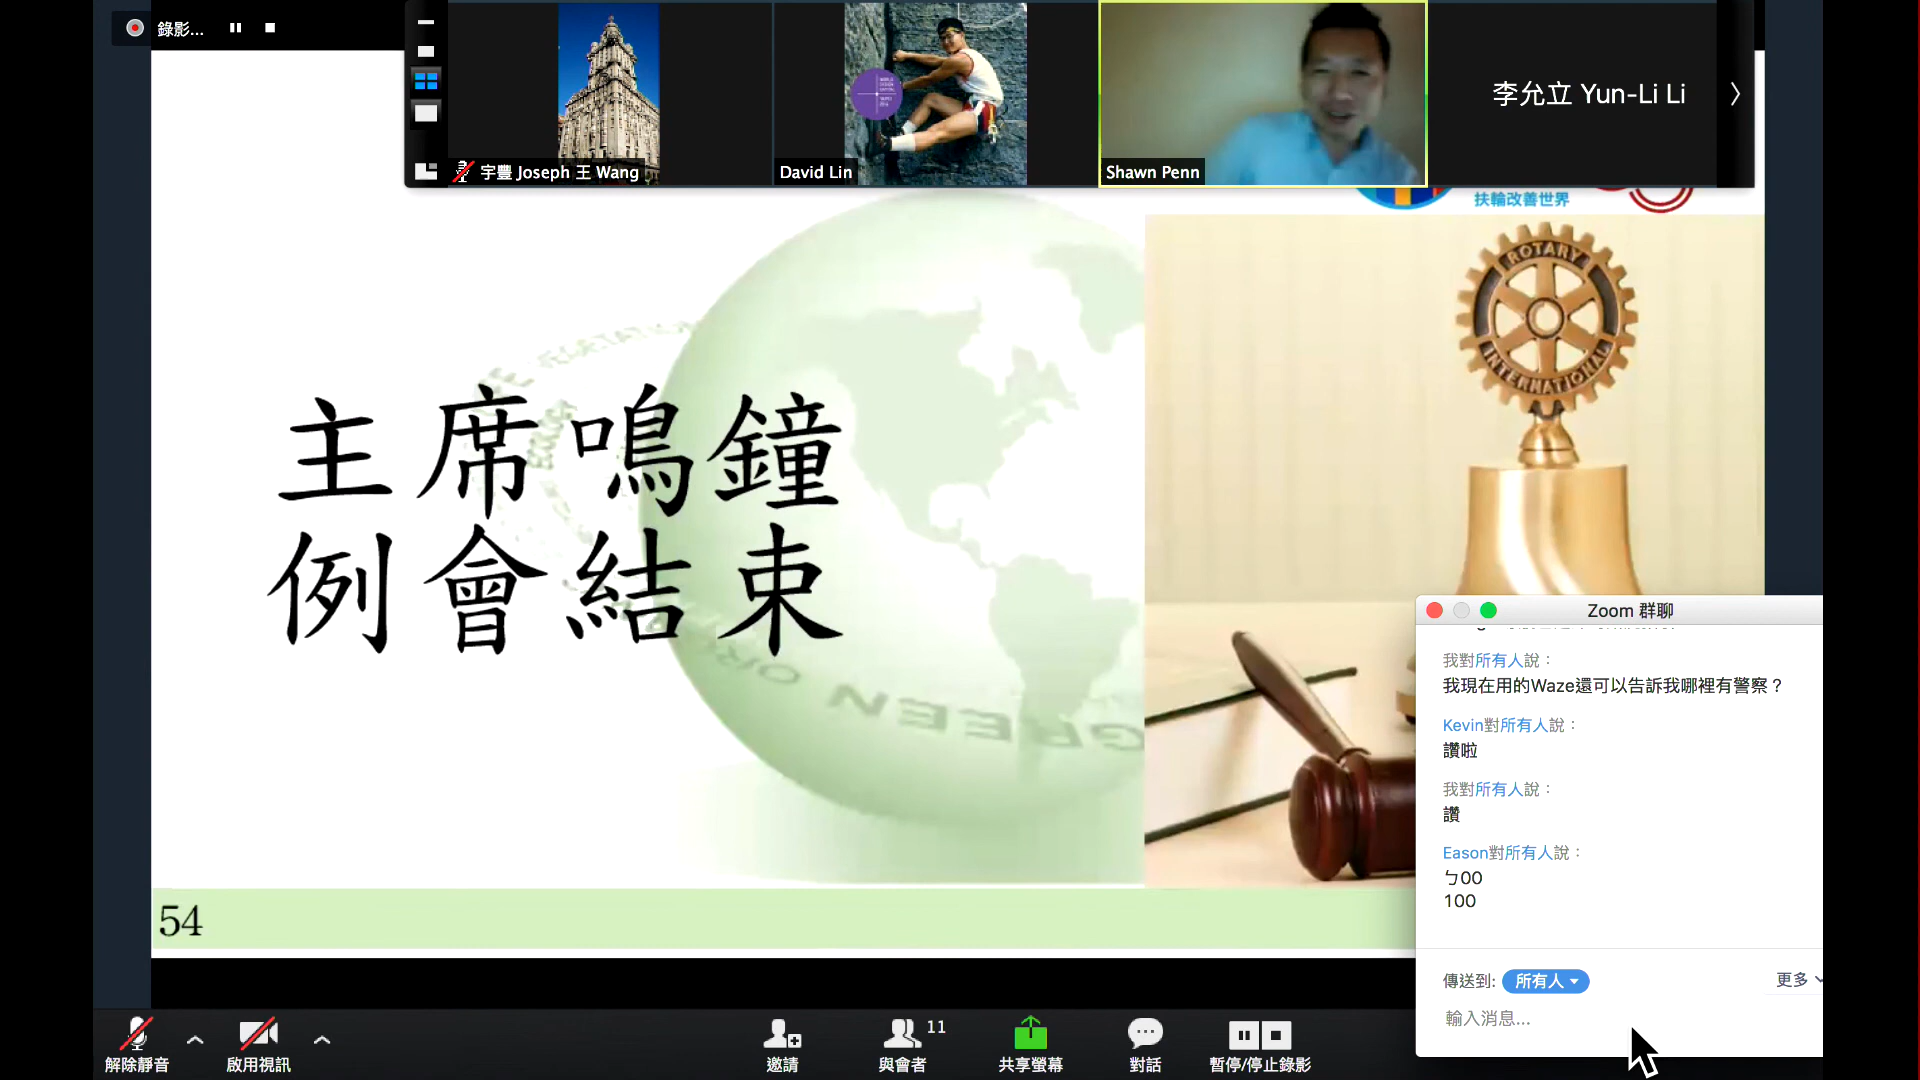 錄影...
宇豐 Joseph 王 Wang
David Lin
Shawn Penn
李允立 Yun-Li Li
扶輪改善世界
ROTARY
INTERNATIONAL
主席鳴鐘
例會結束
GREEN
54
Zoom 群聊
我對所有人說：
我現在用的Waze還可以告訴我哪裡有警察？
Kevin對所有人說：
讚啦
我對所有人說：
讚
Eason對所有人說：
ㄅ00
100
傳送到: 所有人
更多
輸入消息...
解除靜音
啟用視訊
邀請
11
與會者
共享螢幕
對話
暫停/停止錄影